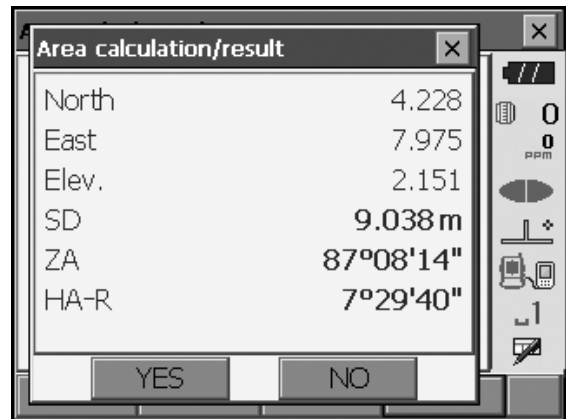 Area calculation/result
North 4.228
East 7.975
Elev. 2.151
SD 9.038 m
ZA 87°08'14"
HA-R 7°29'40"
YES NO
0
0
PPM
1